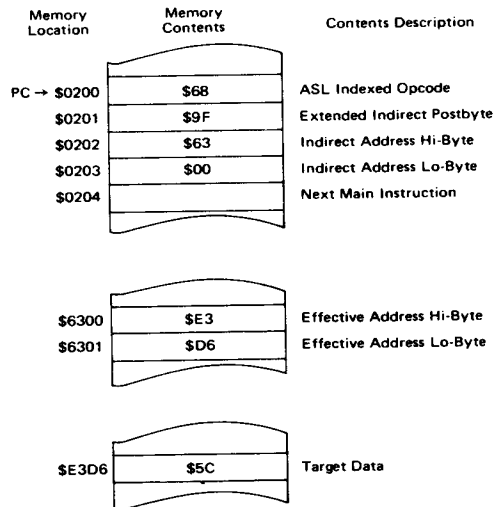 Memory Location Memory Contents Contents Description
PC → $0200 $68 ASL Indexed Opcode
$0201 $9F Extended Indirect Postbyte
$0202 $63 Indirect Address Hi-Byte
$0203 $00 Indirect Address Lo-Byte
$0204 Next Main Instruction
$6300 $E3 Effective Address Hi-Byte
$6301 $D6 Effective Address Lo-Byte
$E3D6 $5C Target Data